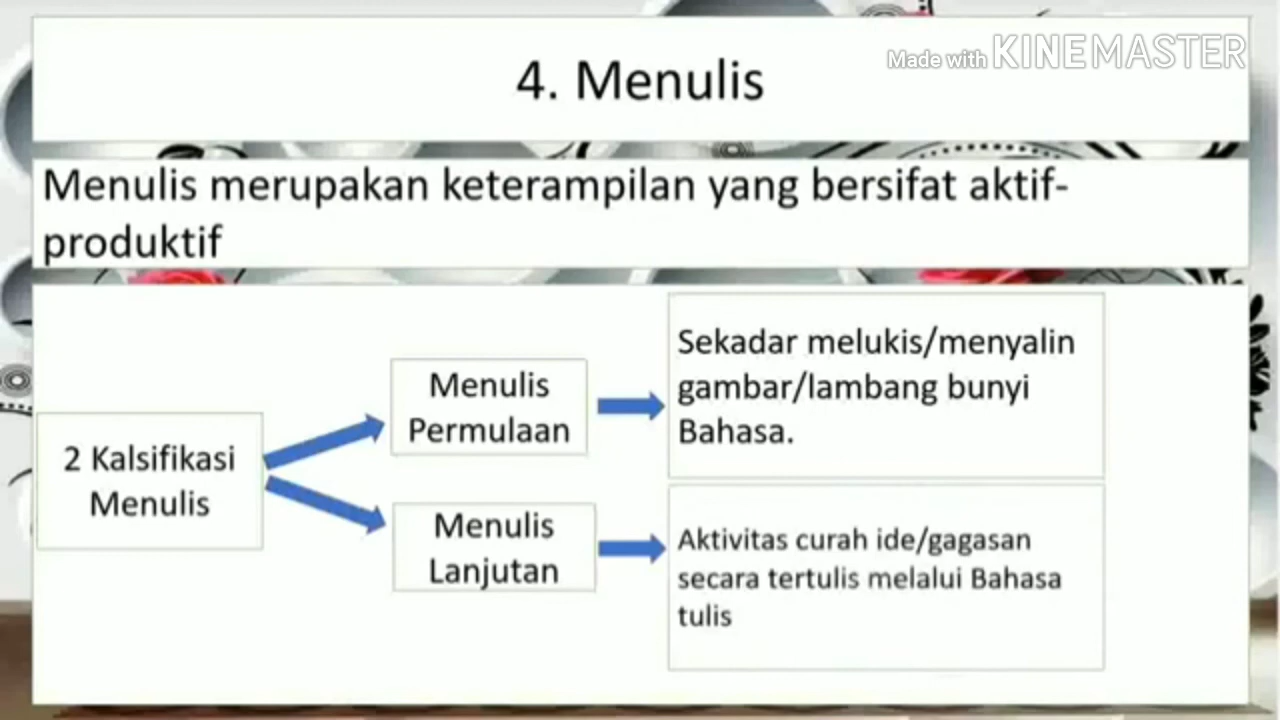 Made with KINEMASTER
4. Menulis
Menulis merupakan keterampilan yang bersifat aktif-
produktif
2 Kalsifikasi
Menulis
Menulis
Permulaan
Sekadar melukis/menyalin
gambar/lambang bunyi
Bahasa.
Menulis
Lanjutan
Aktivitas curah ide/gagasan
secara tertulis melalui Bahasa
tulis